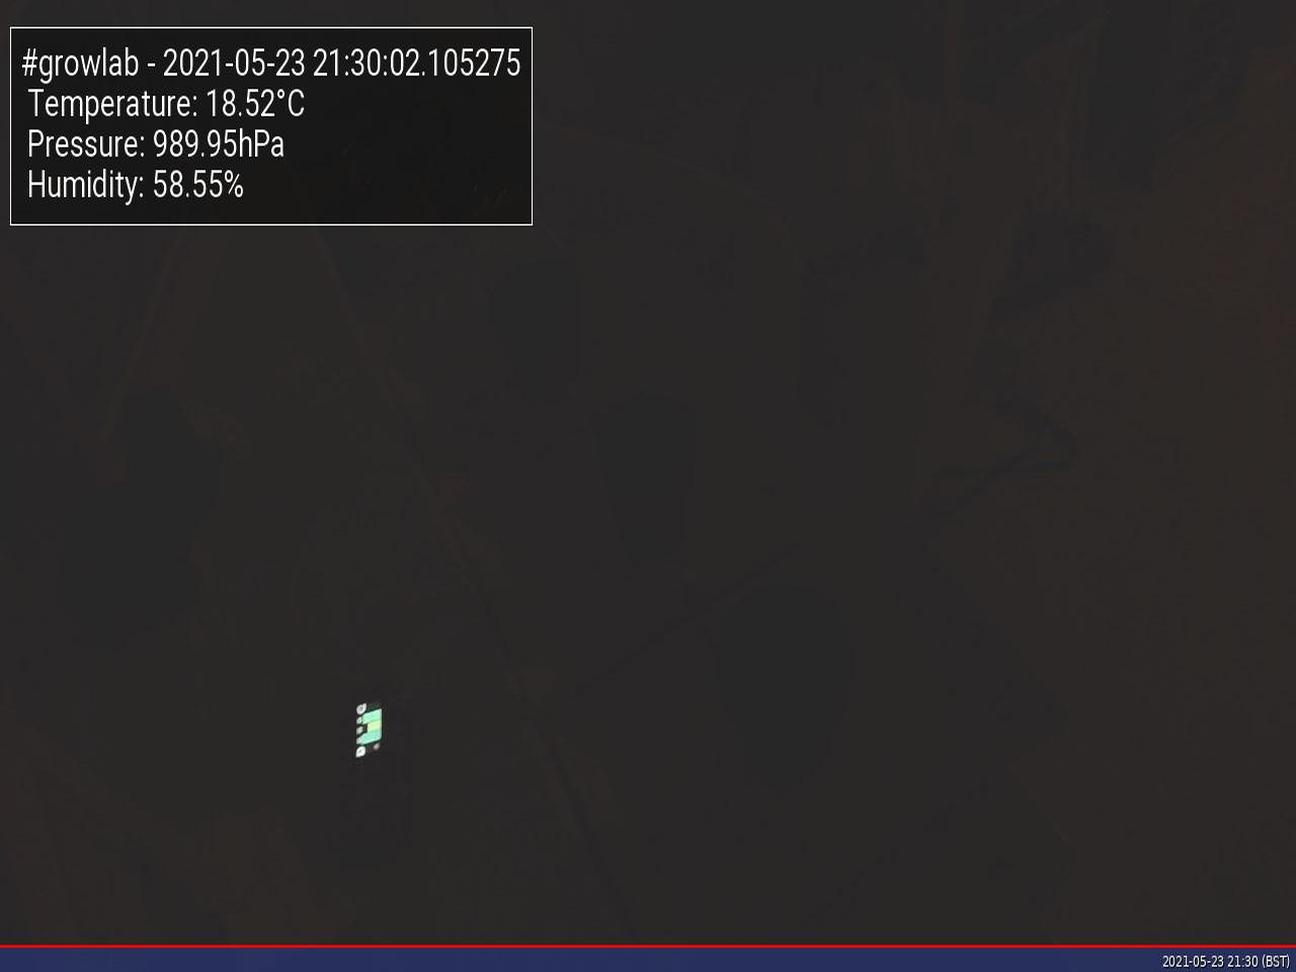 #growlab - 2021-05-23 21:30:02.105275
Temperature: 18.52°C
Pressure: 989.95hPa
Humidity: 58.55%
2021-05-23 21:30 (BST)